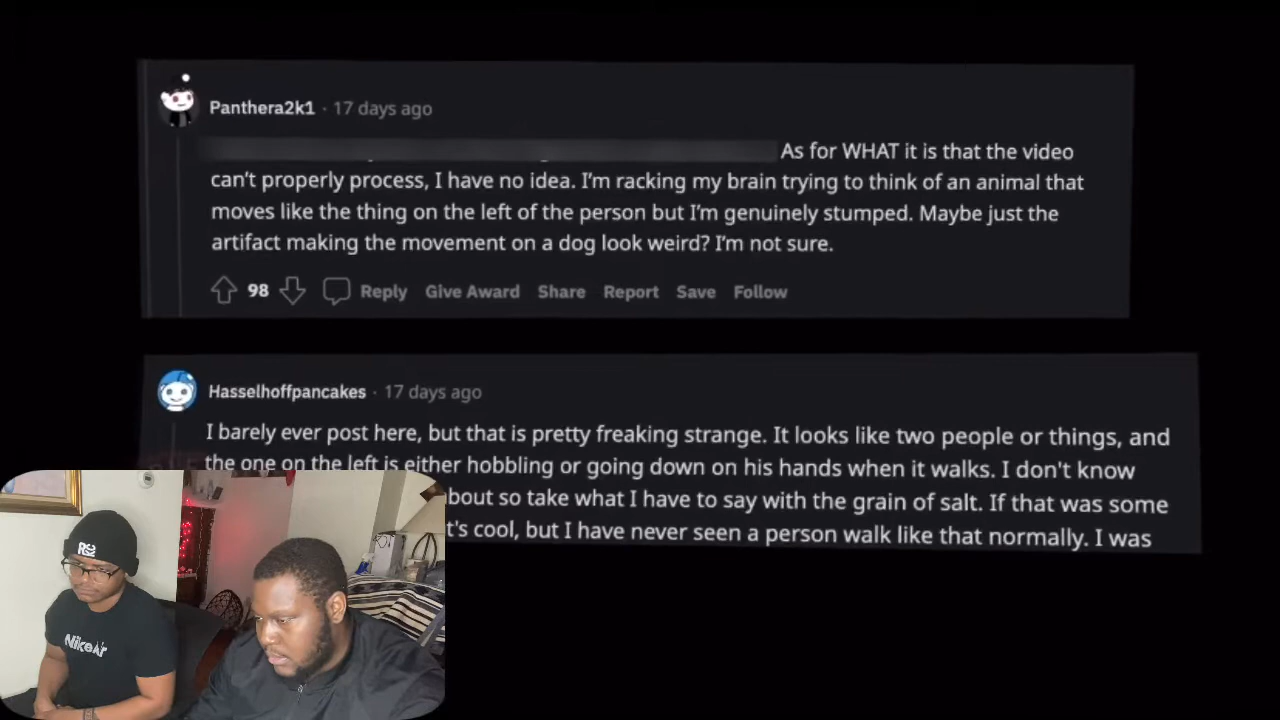 Panthera2k1 · 17 days ago
As for WHAT it is that the video
can't properly process, I have no idea. I'm racking my brain trying to think of an animal that
moves like the thing on the left of the person but I'm genuinely stumped. Maybe just the
artifact making the movement on a dog look weird? I'm not sure.
98 Reply Give Award Share Report Save Follow
Hasselhoffpancakes · 17 days ago
I barely ever post here, but that is pretty freaking strange. It looks like two people or things, and
the one on the left is either hobbling or going down on his hands when it walks. I don't know
bout so take what I have to say with the grain of salt. If that was some
t's cool, but I have never seen a person walk like that normally. I was
Nike Air